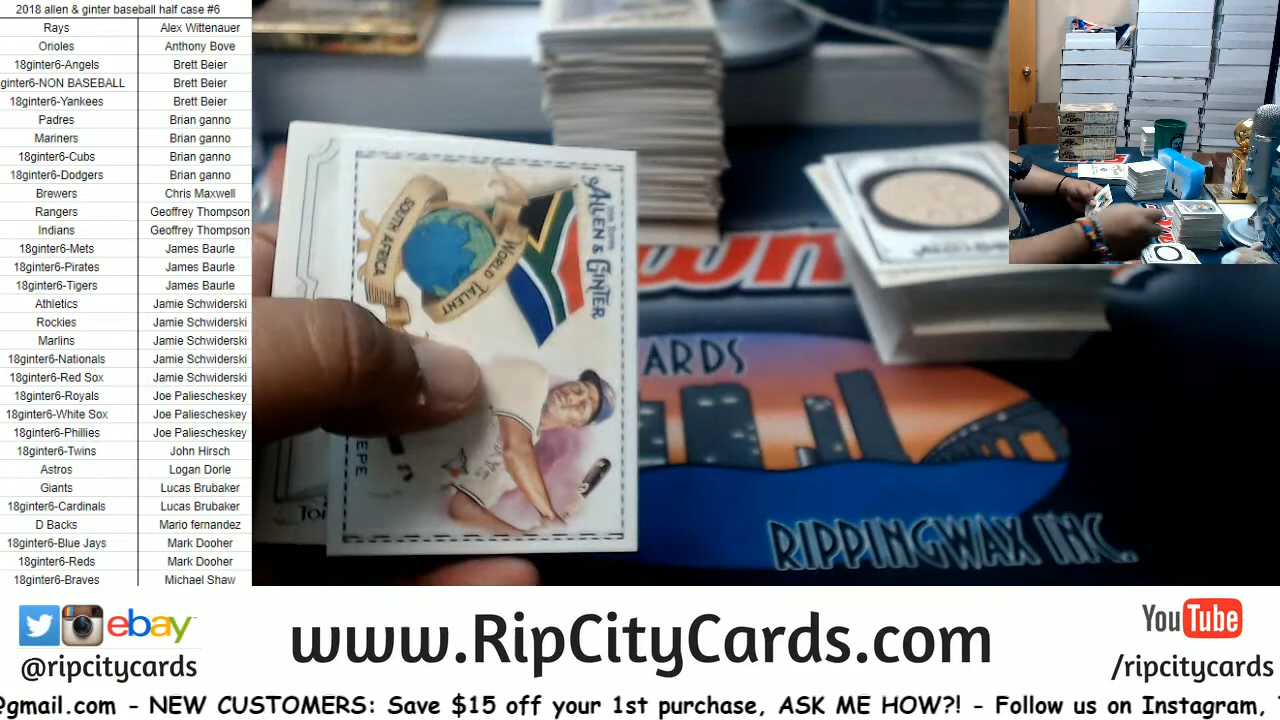 2018 allen & ginter baseball half case #6
Rays Alex Wittenauer
Orioles Anthony Bove
18ginter6-Angels Brett Beier
ginter6-NON BASEBALL Brett Beier
18ginter6-Yankees Brett Beier
Padres Brian ganno
Mariners Brian ganno
18ginter6-Cubs Brian ganno
18ginter6-Dodgers Brian ganno
Brewers Chris Maxwell
Rangers Geoffrey Thompson
Indians Geoffrey Thompson
18ginter6-Mets James Baurle
18ginter6-Pirates James Baurle
18ginter6-Tigers James Baurle
Athletics Jamie Schwiderski
Rockies Jamie Schwiderski
Marlins Jamie Schwiderski
18ginter6-Nationals Jamie Schwiderski
18ginter6-Red Sox Jamie Schwiderski
18ginter6-Royals Joe Paliescheskey
18ginter6-White Sox Joe Paliescheskey
18ginter6-Phillies Joe Paliescheskey
18ginter6-Twins John Hirsch
Astros Logan Dorle
Giants Lucas Brubaker
18ginter6-Cardinals Lucas Brubaker
D Backs Mario fernandez
18ginter6-Blue Jays Mark Dooher
18ginter6-Reds Mark Dooher
18ginter6-Braves Michael Shaw
ALLEN & GINTER
WORLD TALENT
SOUTH AFRICA
EPE
wn
ARDS
RIPPINGWAX INC.
ebay
@ripcitycards
www.RipCityCards.com
YouTube
/ripcitycards
@gmail.com - NEW CUSTOMERS: Save $15 off your 1st purchase, ASK ME HOW?! - Follow us on Instagram,